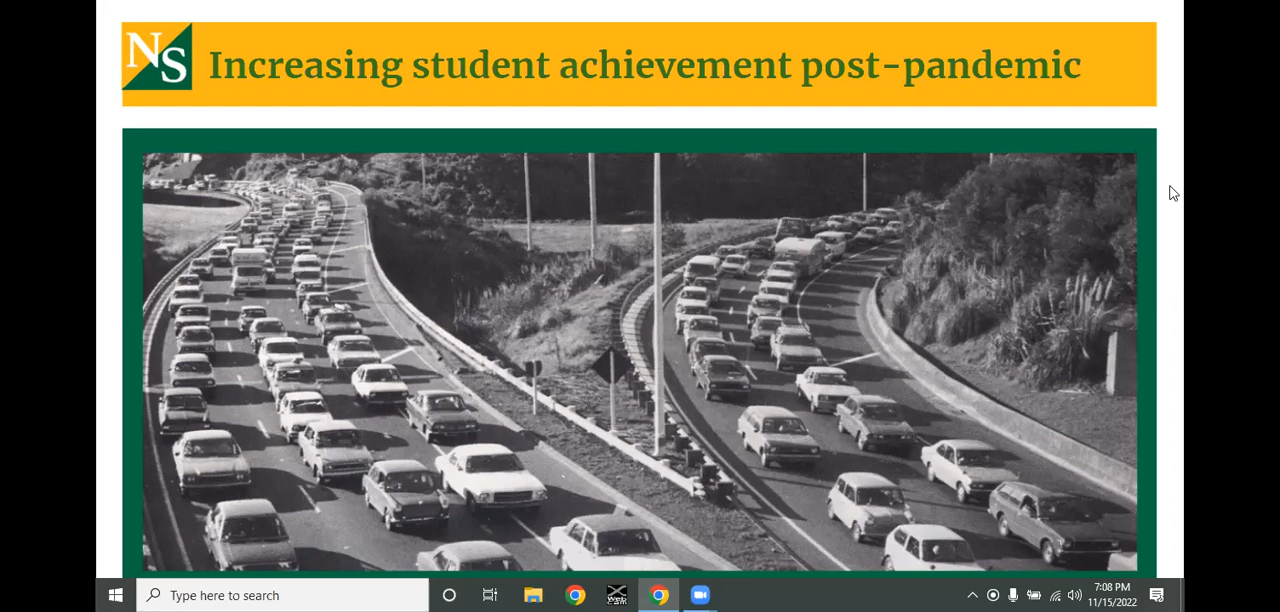 NS
Increasing student achievement post-pandemic
Type here to search
7:08 PM
11/15/2022